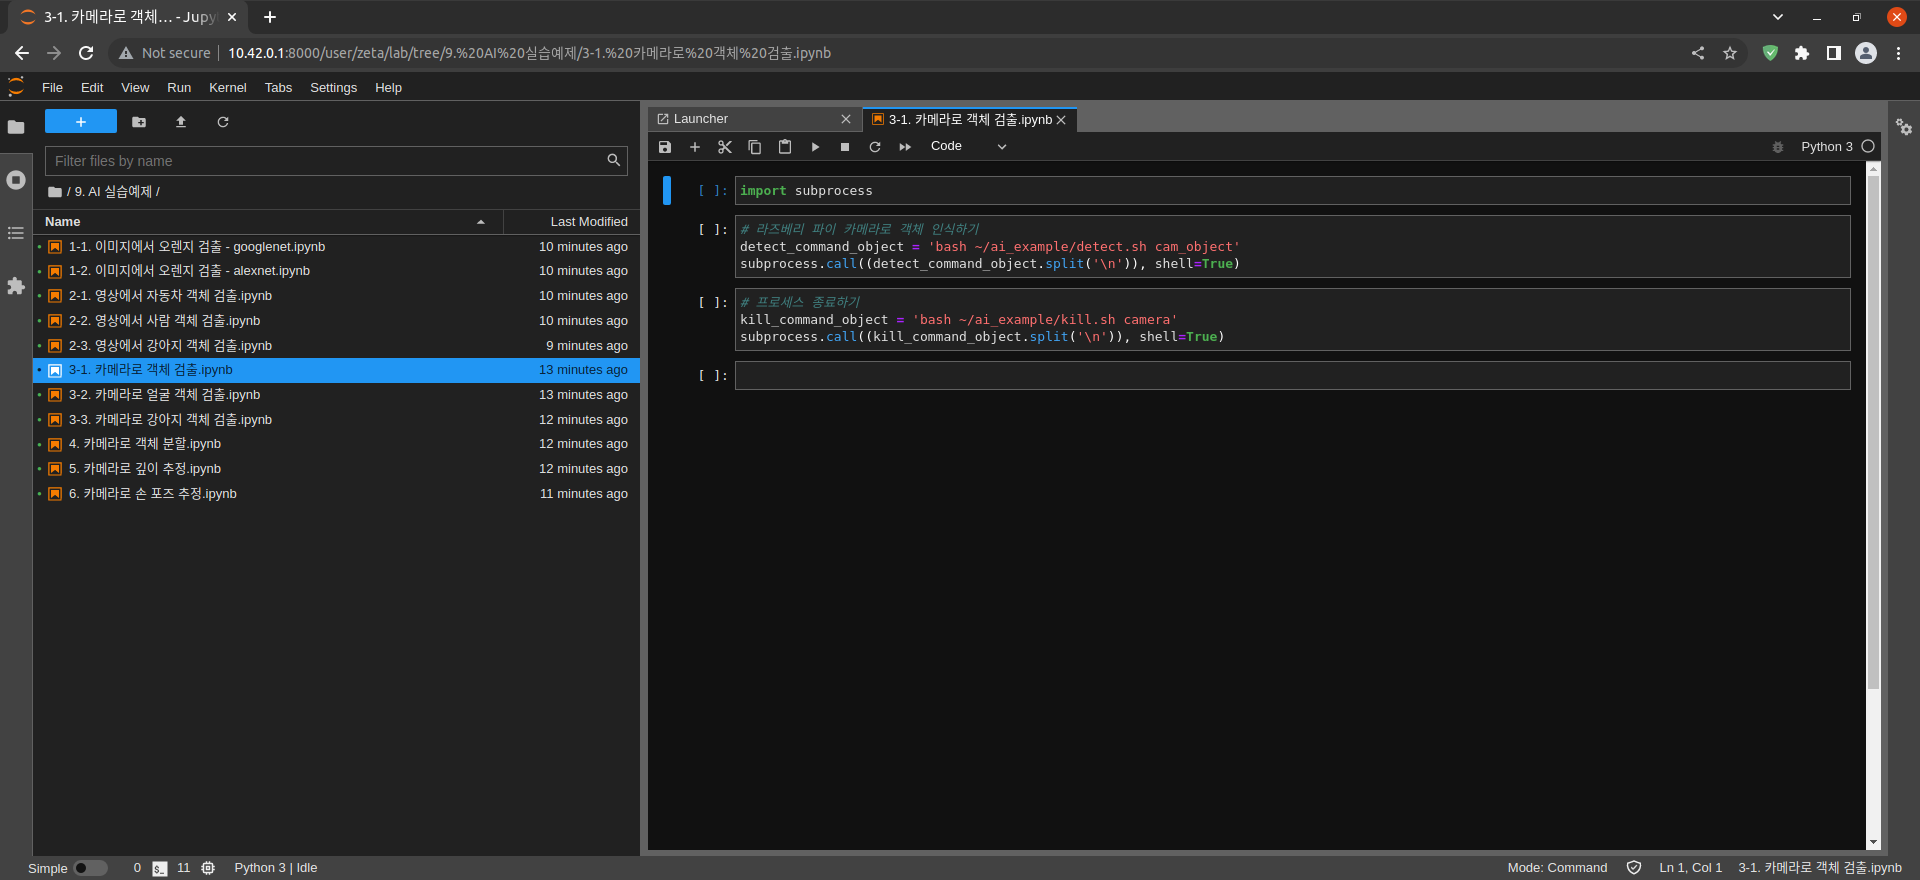 3-1. 카메라로 객체… - Jupy
Not secure 10.42.0.1:8000/user/zeta/lab/tree/9.%20AI%20실습예제/3-1.%20카메라로%20객체%20검출.ipynb
File Edit View Run Kernel Tabs Settings Help
Filter files by name
/ 9. AI 실습예제 /
Name Last Modified
1-1. 이미지에서 오렌지 검출 - googlenet.ipynb 10 minutes ago
1-2. 이미지에서 오렌지 검출 - alexnet.ipynb 10 minutes ago
2-1. 영상에서 자동차 객체 검출.ipynb 10 minutes ago
2-2. 영상에서 사람 객체 검출.ipynb 10 minutes ago
2-3. 영상에서 강아지 객체 검출.ipynb 9 minutes ago
3-1. 카메라로 객체 검출.ipynb 13 minutes ago
3-2. 카메라로 얼굴 객체 검출.ipynb 13 minutes ago
3-3. 카메라로 강아지 객체 검출.ipynb 12 minutes ago
4. 카메라로 객체 분할.ipynb 12 minutes ago
5. 카메라로 깊이 추정.ipynb 12 minutes ago
6. 카메라로 손 포즈 추정.ipynb 11 minutes ago
Launcher 3-1. 카메라로 객체 검출.ipynb
Code Python 3
[ ]: import subprocess
[ ]: # 라즈베리 파이 카메라로 객체 인식하기
detect_command_object = 'bash ~/ai_example/detect.sh cam_object'
subprocess.call((detect_command_object.split('\n')), shell=True)
[ ]: # 프로세스 종료하기
kill_command_object = 'bash ~/ai_example/kill.sh camera'
subprocess.call((kill_command_object.split('\n')), shell=True)
[ ]:
Simple 0 $_ 11 Python 3 | Idle Mode: Command Ln 1, Col 1 3-1. 카메라로 객체 검출.ipynb